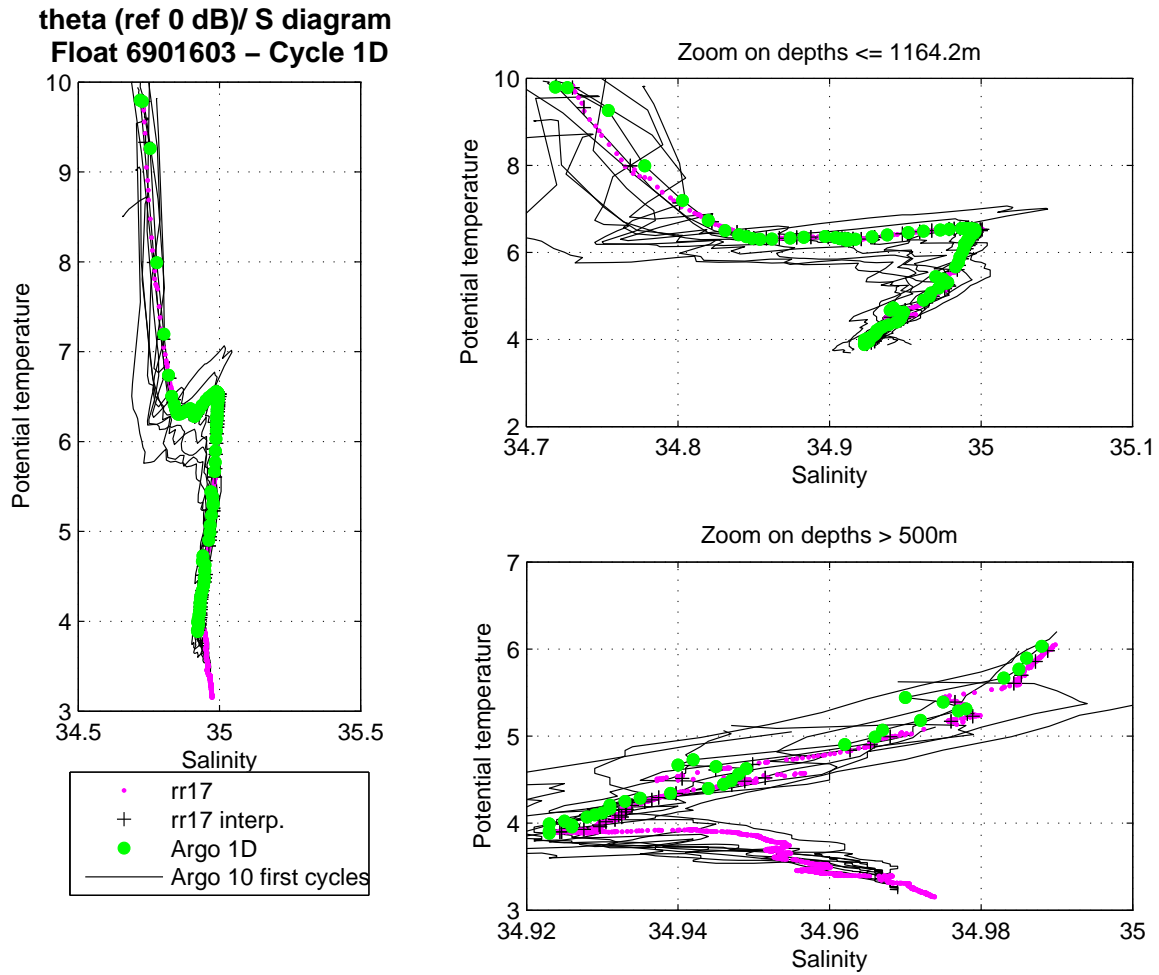 theta (ref 0 dB)/ S diagram
Float 6901603 − Cycle 1D
10
9
8
7
6
5
4
3
34.5
35
35.5
Potential temperature
Salinity
rr17
rr17 interp.
Argo 1D
Argo 10 first cycles
Zoom on depths <= 1164.2m
10
8
6
4
2
34.7
34.8
34.9
35
35.1
Potential temperature
Salinity
Zoom on depths > 500m
7
6
5
4
3
34.92
34.94
34.96
34.98
35
Potential temperature
Salinity